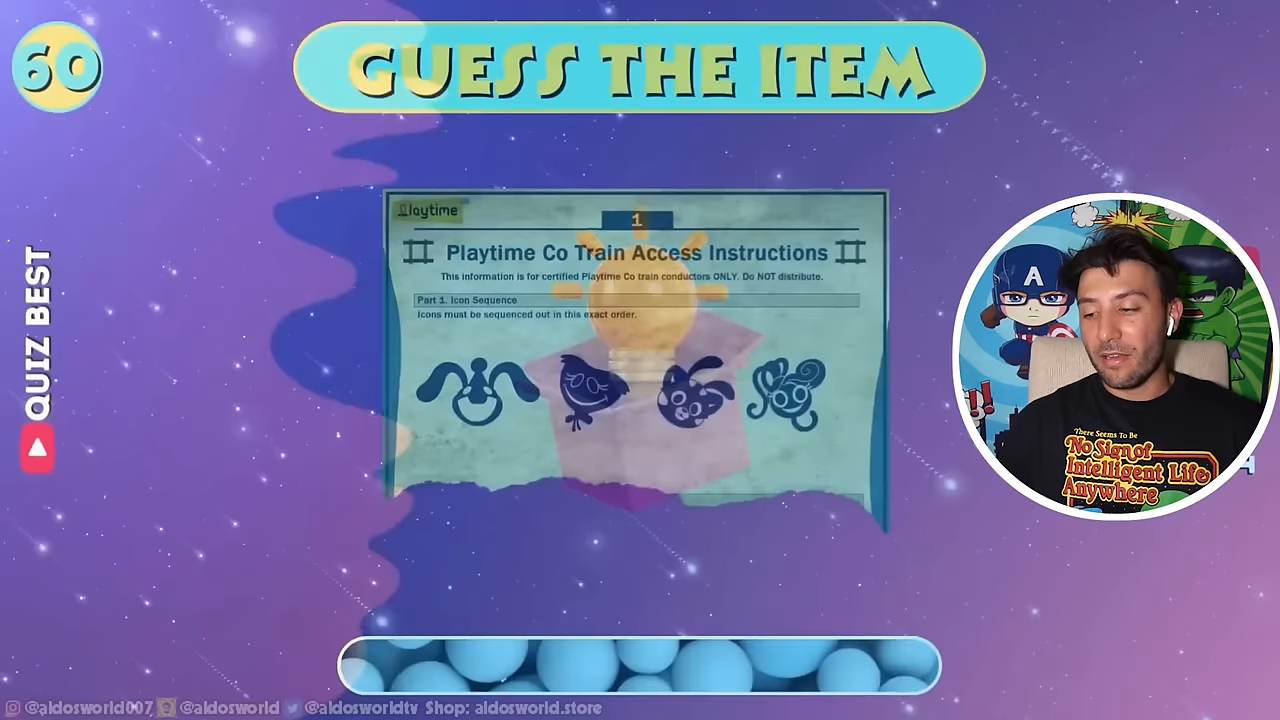 60
GUESS THE ITEM
QUIZ BEST
Playtime
1
Playtime Co Train Access Instructions
This information is for certified Playtime Co train conductors ONLY. Do NOT distribute.
Part 1. Icon Sequence
Icons must be sequenced out in this exact order.
A
There Seems To Be
No Sign of
Intelligent Life
Anywhere
@aldosworld007 @aldosworld @aldosworldtv Shop: aldosworld.store